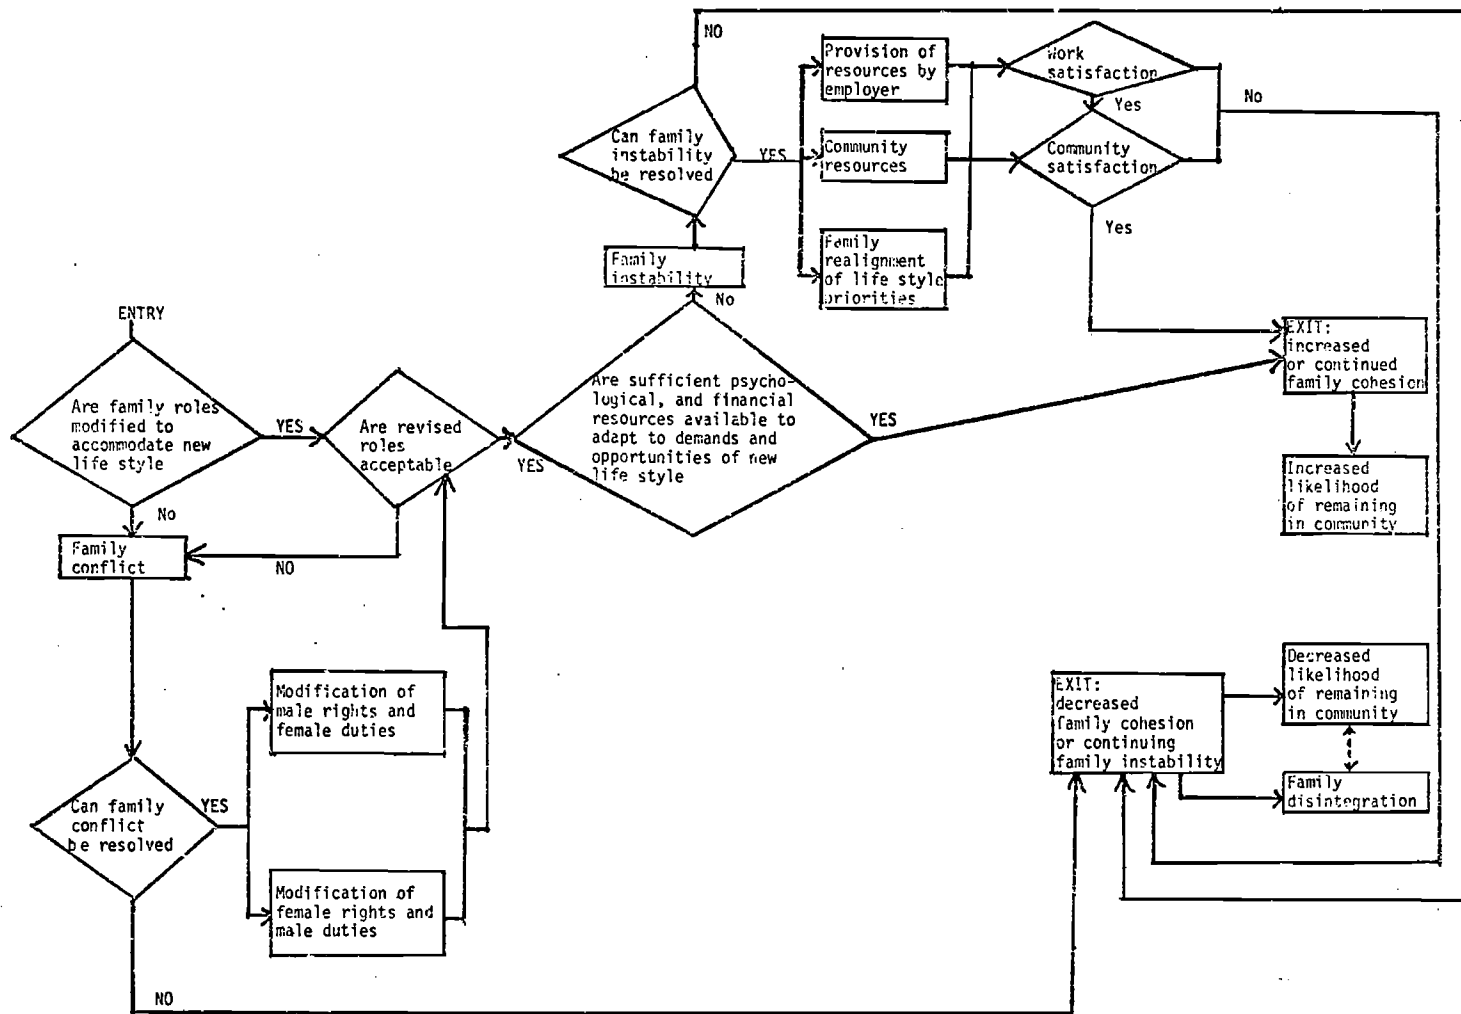 NO
Provision of
resources by
employer
Work
satisfaction
No
Yes
Can family
instability
be resolved
YES
Community
resources
Community
satisfaction
Yes
Family
instability
Family
realignment
of life style
priorities
No
ENTRY
EXIT:
increased
or continued
family cohesion
Are family roles
modified to
accommodate new
life style
YES
Are revised
roles
acceptable
YES
Are sufficient psycho-
logical, and financial
resources available to
adapt to demands and
opportunities of new
life style
YES
Increased
likelihood
of remaining
in community
No
Family
conflict
NO
Modification of
male rights and
female duties
EXIT:
decreased
family cohesion
or continuing
family instability
Decreased
likelihood
of remaining
in community
Family
disintegration
Can family
conflict
be resolved
YES
Modification of
female rights and
male duties
NO